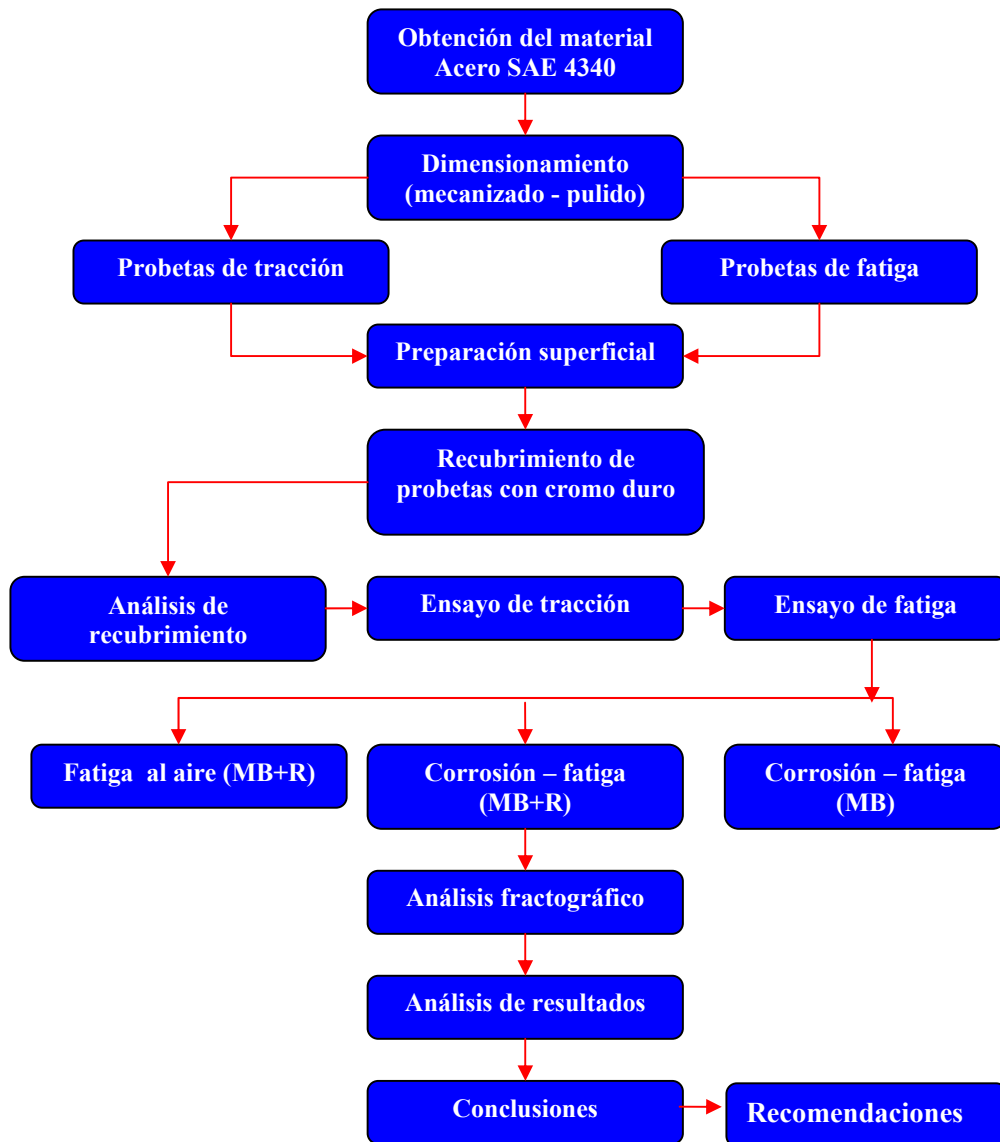 Obtención del material
Acero SAE 4340
Dimensionamiento
(mecanizado - pulido)
Probetas de tracción
Probetas de fatiga
Preparación superficial
Recubrimiento de
probetas con cromo duro
Análisis de
recubrimiento
Ensayo de tracción
Ensayo de fatiga
Fatiga al aire (MB+R)
Corrosión – fatiga
(MB+R)
Corrosión – fatiga
(MB)
Análisis fractográfico
Análisis de resultados
Conclusiones
Recomendaciones